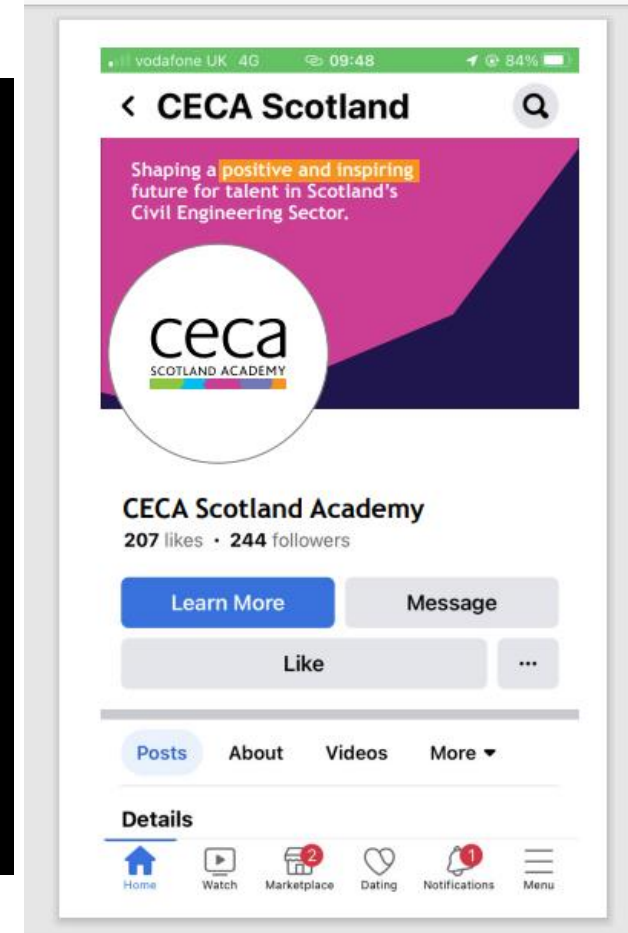 vodafone UK 4G 09:48 84%
CECA Scotland
Shaping a positive and inspiring
future for talent in Scotland's
Civil Engineering Sector.
ceca
SCOTLAND ACADEMY
CECA Scotland Academy
207 likes · 244 followers
Learn More Message
Like ...
Posts About Videos More
Details
2 1
Home Watch Marketplace Dating Notifications Menu